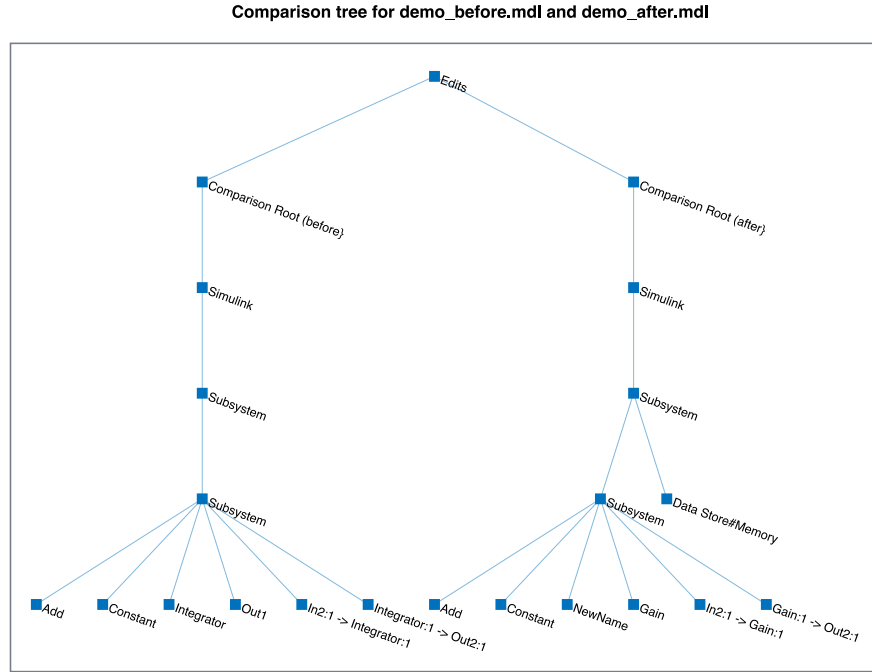 Comparison tree for demo_before.mdl and demo_after.mdl
Edits
Comparison Root (before}
Comparison Root (after}
Simulink
Simulink
Subsystem
Subsystem
Subsystem
Subsystem
Data Store#Memory
Add
Constant
Integrator
Out1
In2:1 -> Integrator:1
Integrator:1 -> Out2:1
Add
Constant
NewName
Gain
In2:1 -> Gain:1
Gain:1 -> Out2:1